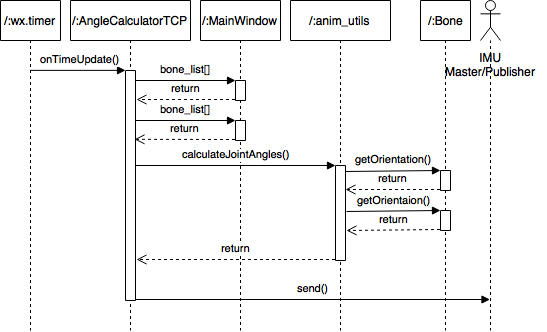 /:wx.timer
/:AngleCalculatorTCP
/:MainWindow
/:anim_utils
/:Bone
IMU
Master/Publisher
onTimeUpdate()
bone_list[]
return
bone_list[]
return
calculateJointAngles()
getOrientation()
return
getOrientaion()
return
return
send()